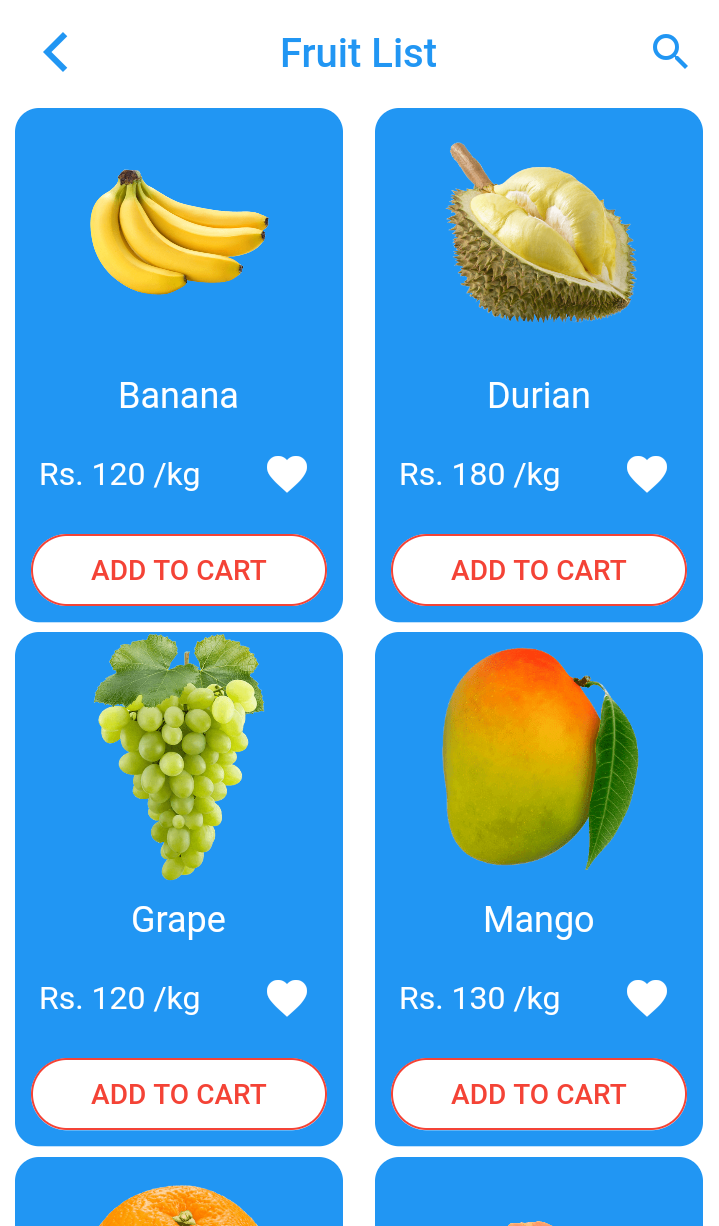 Fruit List
Banana
Rs. 120 /kg
ADD TO CART
Durian
Rs. 180 /kg
ADD TO CART
Grape
Rs. 120 /kg
ADD TO CART
Mango
Rs. 130 /kg
ADD TO CART